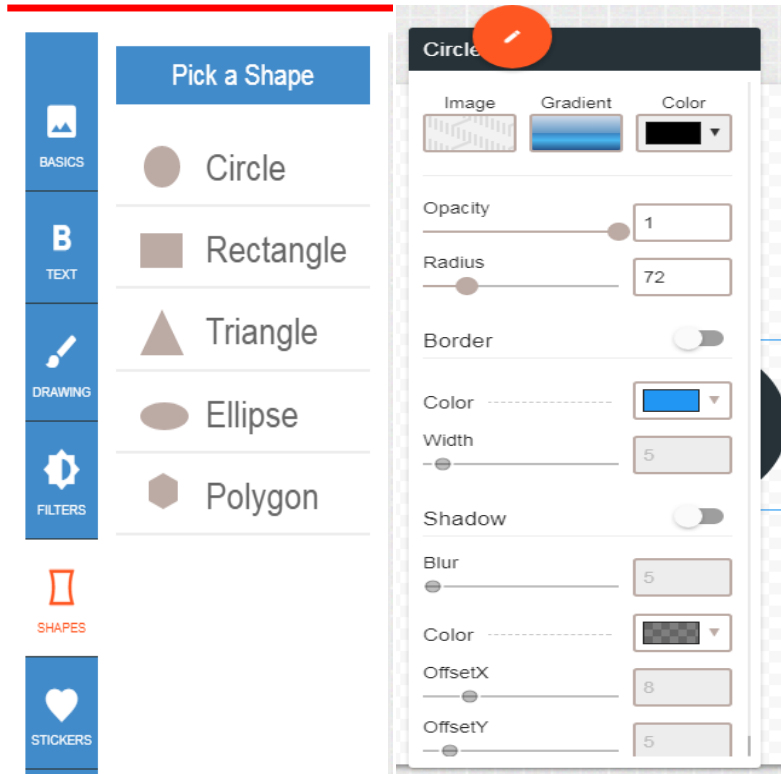 BASICS
B
TEXT
DRAWING
FILTERS
SHAPES
STICKERS
Pick a Shape
Circle
Rectangle
Triangle
Ellipse
Polygon
Circle
Image Gradient Color
Opacity
1
Radius
72
Border
Color
Width
5
Shadow
Blur
5
Color
OffsetX
8
OffsetY
5